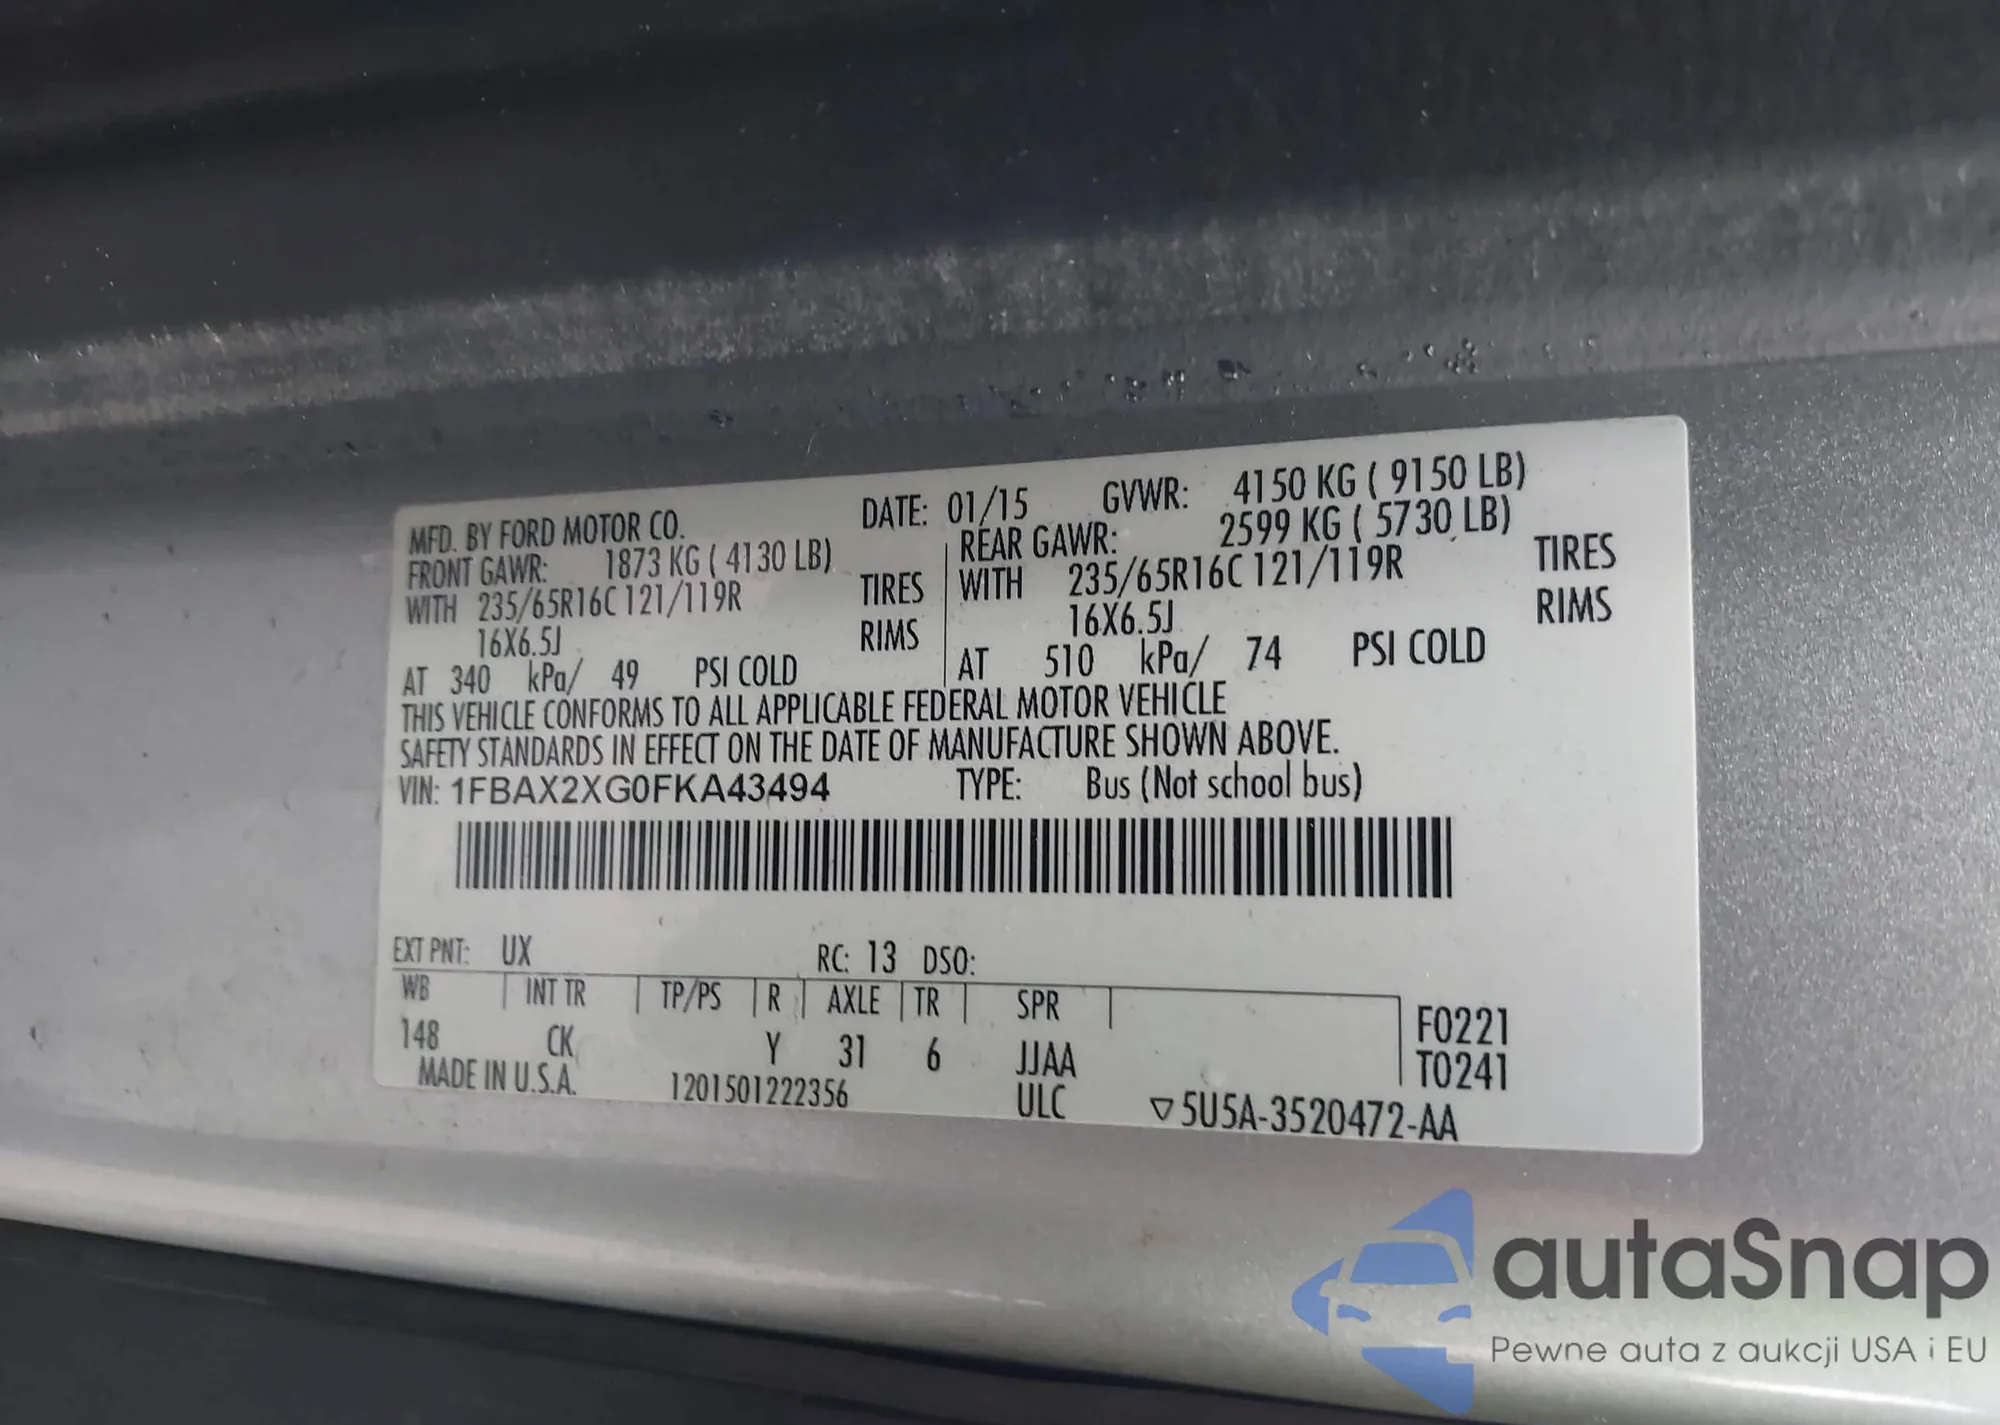 MFD. BY FORD MOTOR CO. DATE: 01/15 GVWR: 4150 KG ( 9150 LB)
FRONT GAWR: 1873 KG ( 4130 LB) REAR GAWR: 2599 KG ( 5730 LB)
WITH 235/65R16C 121/119R TIRES WITH 235/65R16C 121/119R TIRES
16X6.5J RIMS 16X6.5J RIMS
AT 340 kPa/ 49 PSI COLD AT 510 kPa/ 74 PSI COLD
THIS VEHICLE CONFORMS TO ALL APPLICABLE FEDERAL MOTOR VEHICLE
SAFETY STANDARDS IN EFFECT ON THE DATE OF MANUFACTURE SHOWN ABOVE.
VIN: 1FBAX2XG0FKA43494 TYPE: Bus (Not school bus)
EXT PNT: UX RC: 13 DSO:
WB INT TR TP/PS R AXLE TR SPR F0221
148 CK Y 31 6 JJAA T0241
MADE IN U.S.A. 1201501222356 ULC ▽5U5A-3520472-AA
autaSnap
Pewne auta z aukcji USA i EU